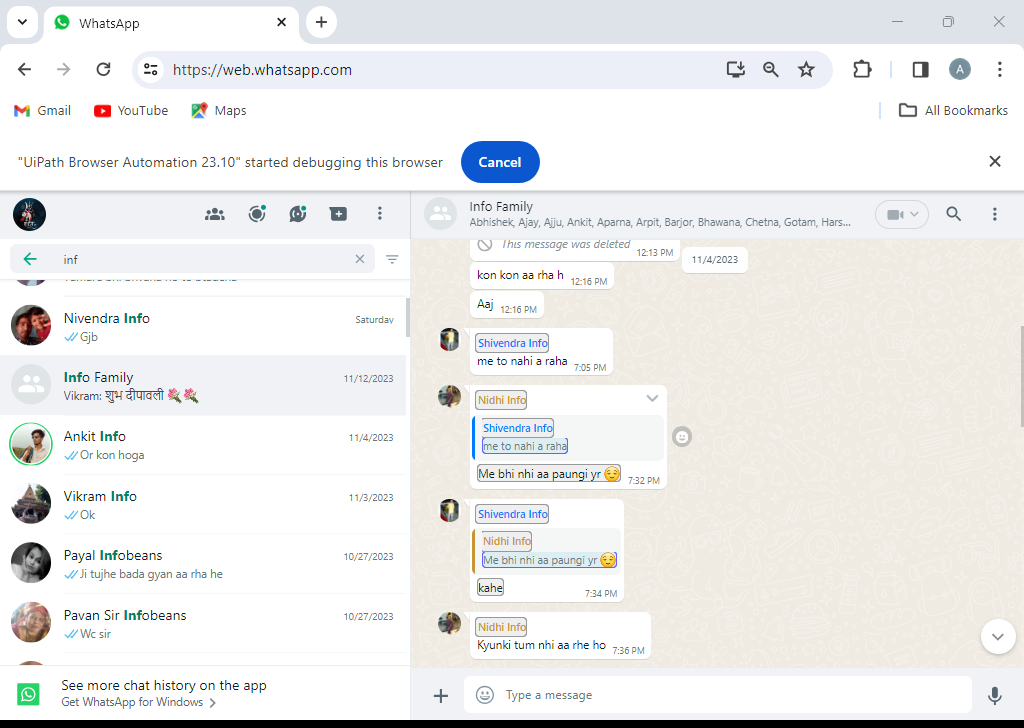 WhatsApp
https://web.whatsapp.com
A
Gmail
YouTube
Maps
All Bookmarks
"UiPath Browser Automation 23.10" started debugging this browser
Cancel
inf
Nivendra Info
Saturday
Gjb
Info Family
11/12/2023
Vikram: शुभ दीपावली 💐💐
Ankit Info
11/4/2023
Or kon hoga
Vikram Info
11/3/2023
Ok
Payal Infobeans
10/27/2023
Ji tujhe bada gyan aa rha he
Pavan Sir Infobeans
10/27/2023
Wc sir
See more chat history on the app
Get WhatsApp for Windows
Info Family
Abhishek, Ajay, Ajju, Ankit, Aparna, Arpit, Barjor, Bhawana, Chetna, Gotam, Hars...
This message was deleted
12:13 PM
11/4/2023
kon kon aa rha h
12:16 PM
Aaj
12:16 PM
Shivendra Info
me to nahi a raha
7:05 PM
Nidhi Info
Shivendra Info
me to nahi a raha
Me bhi nhi aa paungi yr 😌
7:32 PM
Shivendra Info
Nidhi Info
Me bhi nhi aa paungi yr 😌
kahe
7:34 PM
Nidhi Info
Kyunki tum nhi aa rhe ho
7:36 PM
Type a message